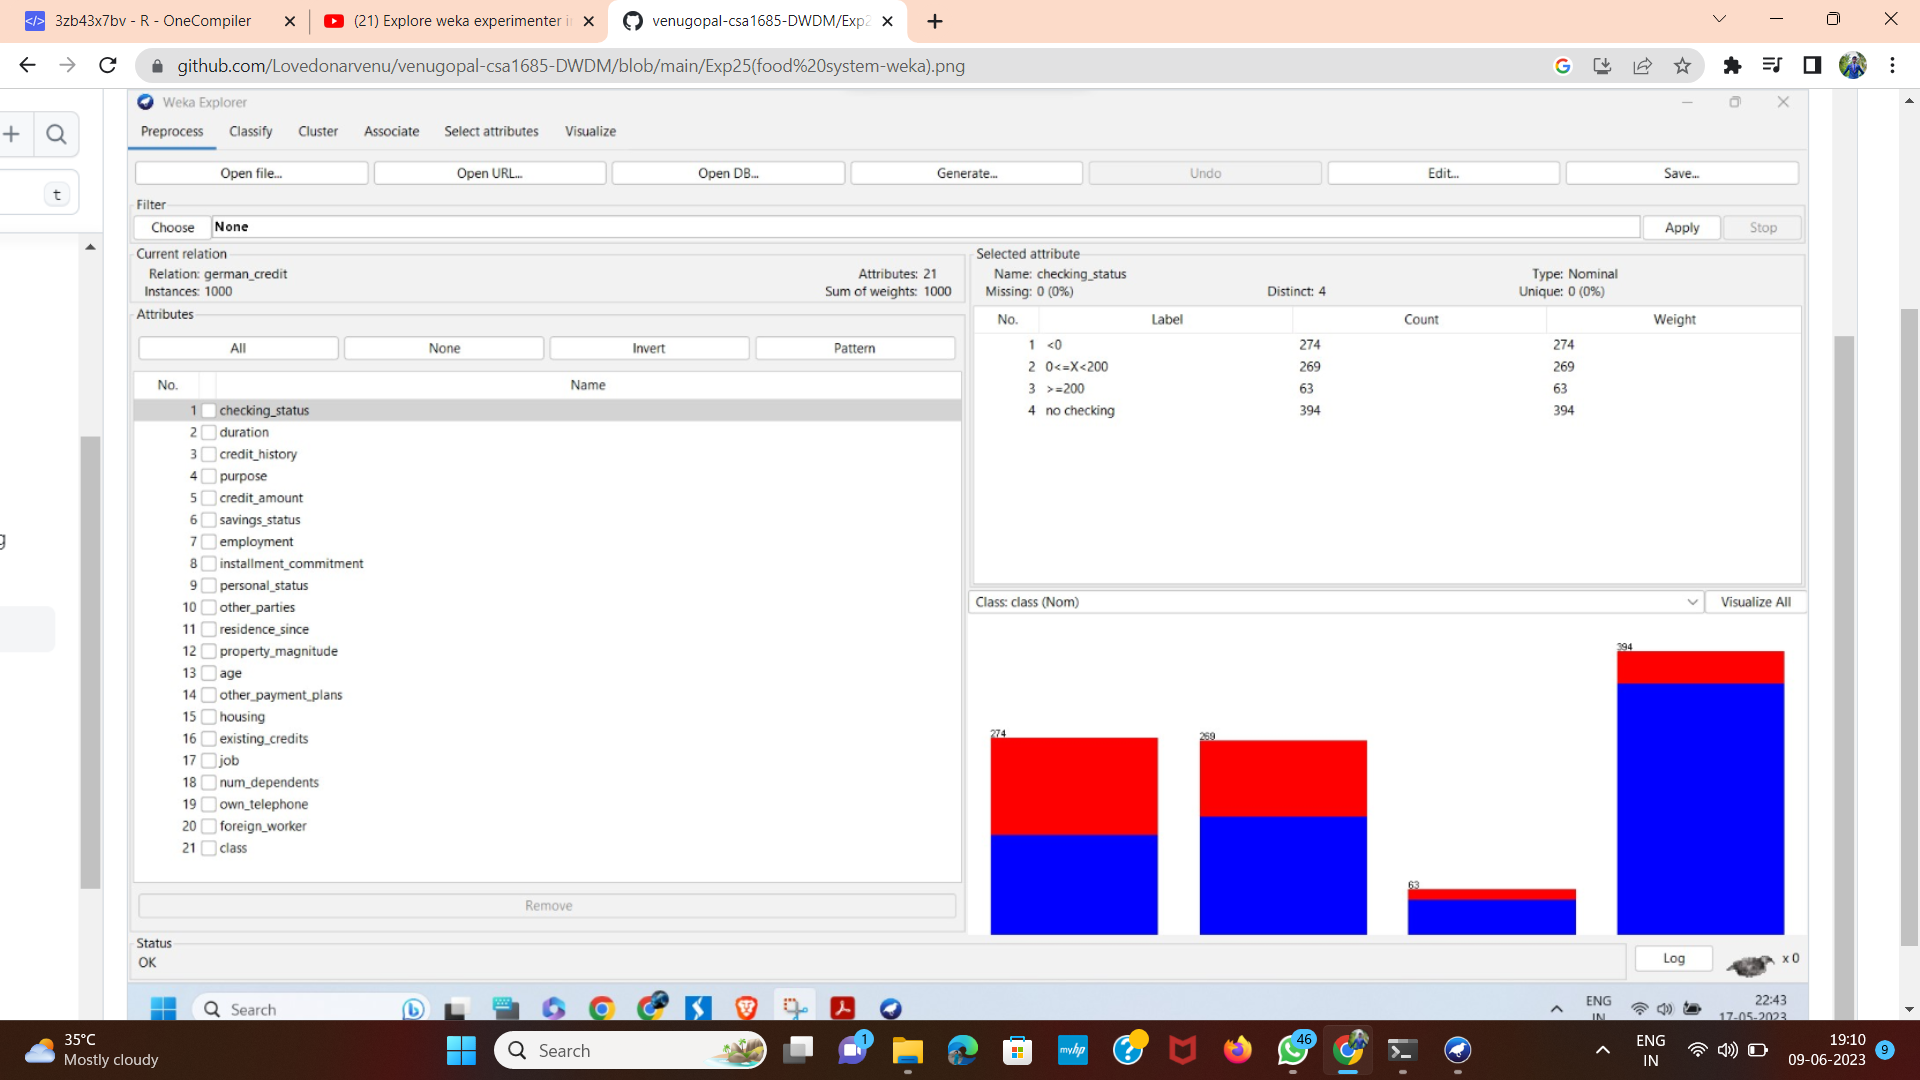 3zb43x7bv - R - OneCompiler
(21) Explore weka experimenter i
venugopal-csa1685-DWDM/Exp2
github.com/Lovedonarvenu/venugopal-csa1685-DWDM/blob/main/Exp25(food%20system-weka).png
t
g
Weka Explorer
Preprocess Classify Cluster Associate Select attributes Visualize
Open file... Open URL... Open DB... Generate... Undo Edit... Save...
Filter
Choose None Apply Stop
Current relation
Relation: german_credit Attributes: 21
Instances: 1000 Sum of weights: 1000
Attributes
All None Invert Pattern
No. Name
1 checking_status
2 duration
3 credit_history
4 purpose
5 credit_amount
6 savings_status
7 employment
8 installment_commitment
9 personal_status
10 other_parties
11 residence_since
12 property_magnitude
13 age
14 other_payment_plans
15 housing
16 existing_credits
17 job
18 num_dependents
19 own_telephone
20 foreign_worker
21 class
Remove
Selected attribute
Name: checking_status Type: Nominal
Missing: 0 (0%) Distinct: 4 Unique: 0 (0%)
No. Label Count Weight
1 <0 274 274
2 0<=X<200 269 269
3 >=200 63 63
4 no checking 394 394
Class: class (Nom) Visualize All
274
269
63
394
Status
OK
Log x 0
Search
ENG
IN
22:43
17-05-2023
35°C
Mostly cloudy
Search
1
myhp
46
ENG
IN
19:10
09-06-2023
9